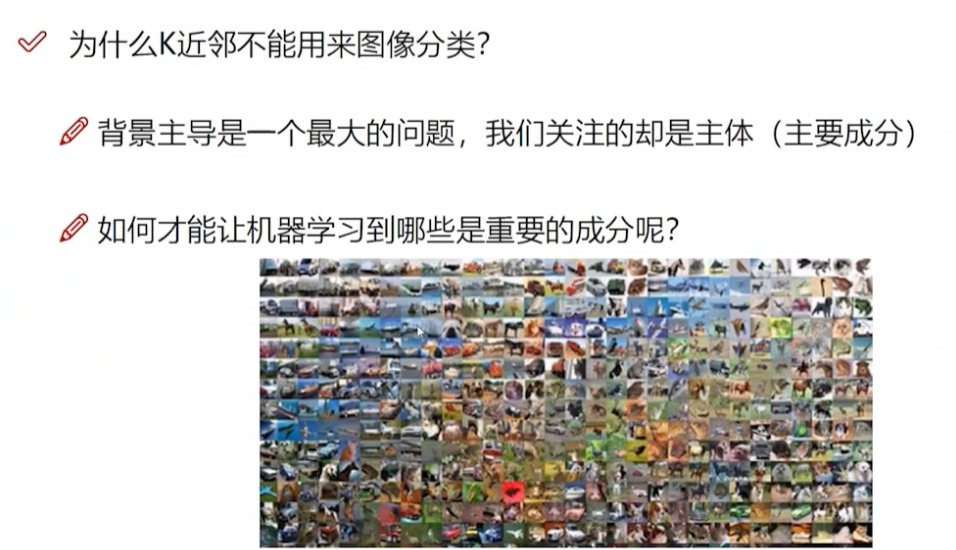 为什么K近邻不能用来图像分类？
背景主导是一个最大的问题，我们关注的却是主体（主要成分）
如何才能让机器学习到哪些是重要的成分呢？